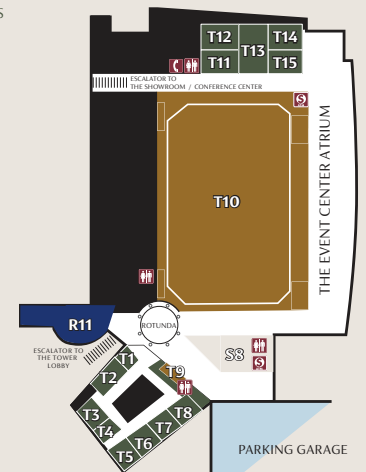 S
T12
T13
T14
T11
T15
ESCALATOR TO
THE SHOWROOM / CONFERENCE CENTER
T10
THE EVENT CENTER ATRIUM
R11
ROTUNDA
ESCALATOR TO
THE TOWER
LOBBY
S8
T1
T2
T9
T3
T8
T4
T7
T6
T5
PARKING GARAGE